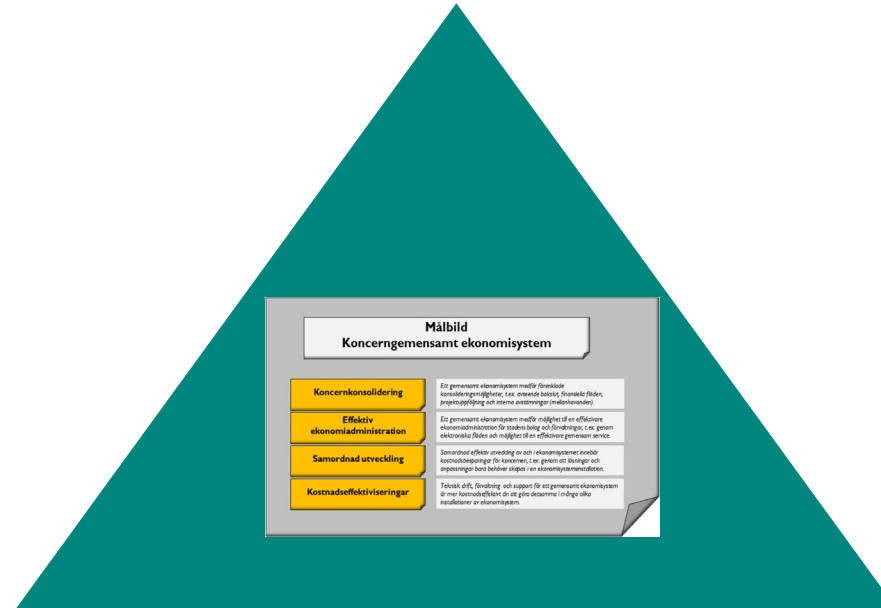 Målbild
Koncerngemensamt ekonomisystem
Koncernkonsolidering
Ett gemensamt ekonomisystem medför förenklade
konsolideringsmöjligheter, t.ex. avseende bokslut, finansiella flöden,
projektuppföljning och interna avstämningar (mellanhavanden).
Effektiv
ekonomiadministration
Ett gemensamt ekonomisystem medför möjlighet till en effektivare
ekonomiadministration för stadens bolag och förvaltningar, t.ex. genom
elektroniska flöden och möjlighet till en effektivare gemensam service.
Samordnad utveckling
Samordnad effektiv utveckling av och i ekonomisystemet innebär
kostnadsbesparingar för koncernen, t.ex. genom att lösningar och
anpassningar bara behöver skapas i en ekonomisystemsinstallation.
Kostnadseffektiviseringar
Teknisk drift, förvaltning och support för ett gemensamt ekonomisystem
är mer kostnadseffektivt än att göra detsamma i många olika
installationer av ekonomisystem.